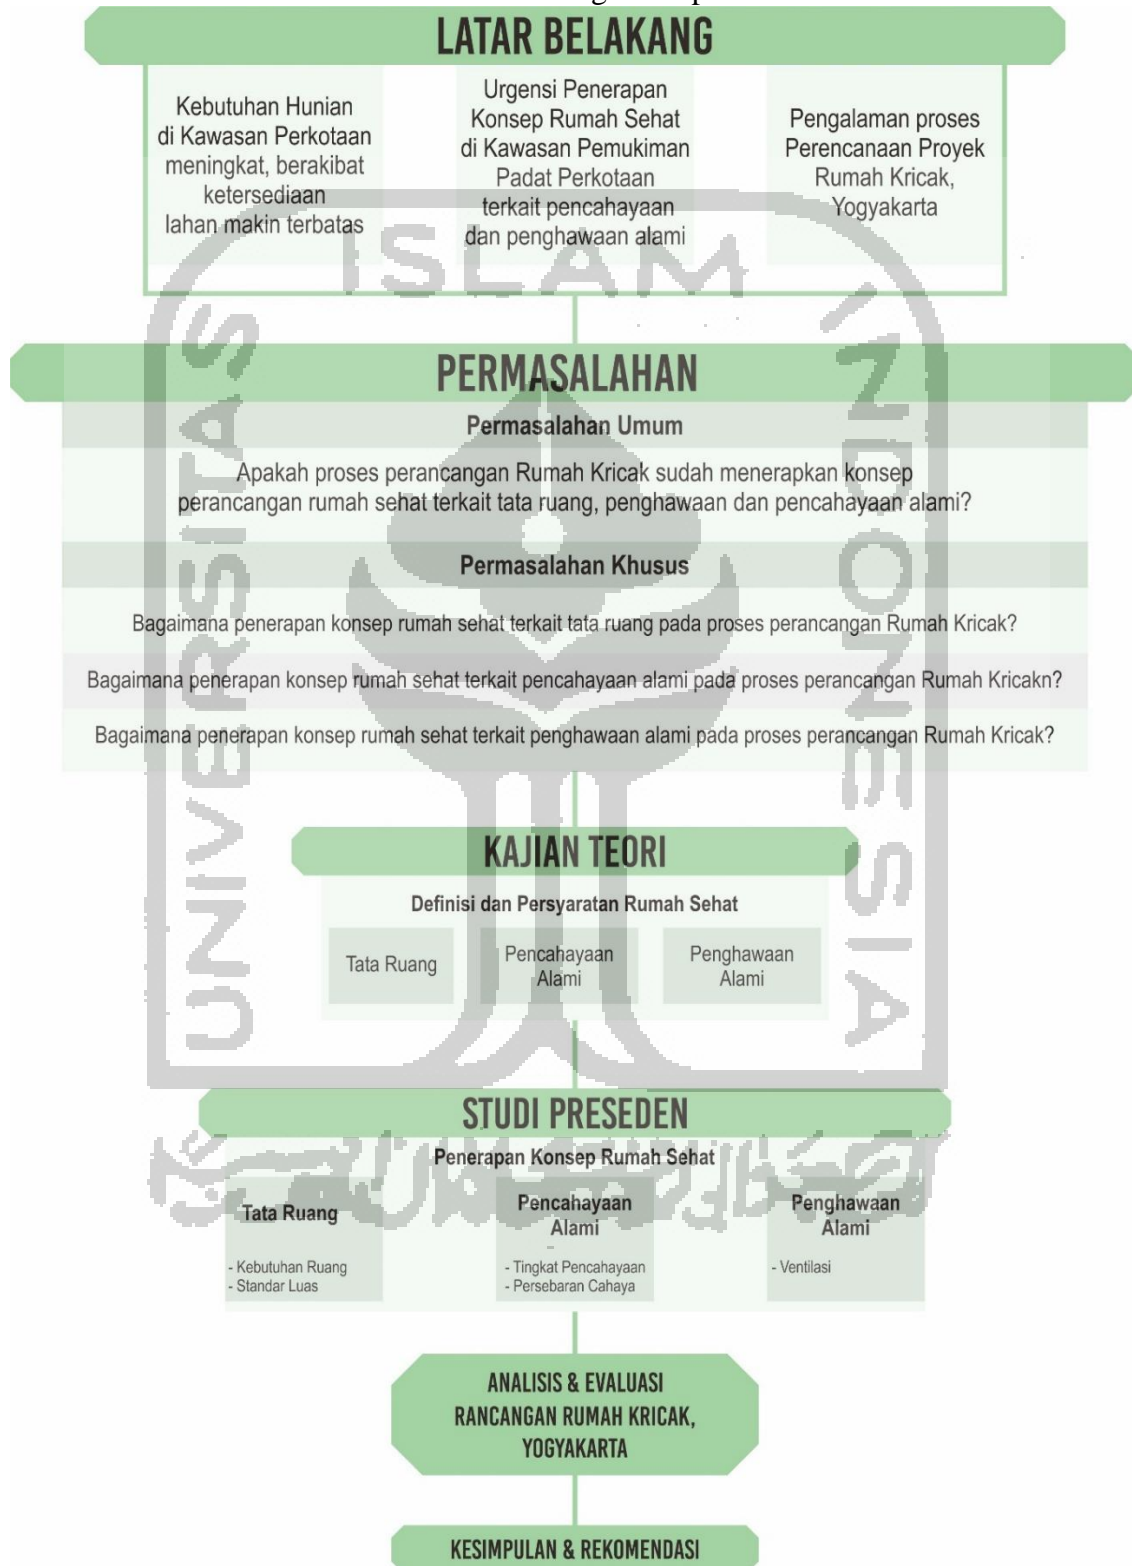 LATAR BELAKANG
Kebutuhan Hunian
di Kawasan Perkotaan
meningkat, berakibat
ketersediaan
lahan makin terbatas
Urgensi Penerapan
Konsep Rumah Sehat
di Kawasan Pemukiman
Padat Perkotaan
terkait pencahayaan
dan penghawaan alami
Pengalaman proses
Perencanaan Proyek
Rumah Kricak,
Yogyakarta
PERMASALAHAN
Permasalahan Umum
Apakah proses perancangan Rumah Kricak sudah menerapkan konsep
perancangan rumah sehat terkait tata ruang, penghawaan dan pencahayaan alami?
Permasalahan Khusus
Bagaimana penerapan konsep rumah sehat terkait tata ruang pada proses perancangan Rumah Kricak?
Bagaimana penerapan konsep rumah sehat terkait pencahayaan alami pada proses perancangan Rumah Kricakn?
Bagaimana penerapan konsep rumah sehat terkait penghawaan alami pada proses perancangan Rumah Kricak?
KAJIAN TEORI
Definisi dan Persyaratan Rumah Sehat
Tata Ruang
Pencahayaan
Alami
Penghawaan
Alami
STUDI PRESEDEN
Penerapan Konsep Rumah Sehat
Tata Ruang
- Kebutuhan Ruang
- Standar Luas
Pencahayaan
Alami
- Tingkat Pencahayaan
- Persebaran Cahaya
Penghawaan
Alami
- Ventilasi
ANALISIS & EVALUASI
RANCANGAN RUMAH KRICAK,
YOGYAKARTA
KESIMPULAN & REKOMENDASI
UNIVERSITAS
ISLAM
INDONESIA